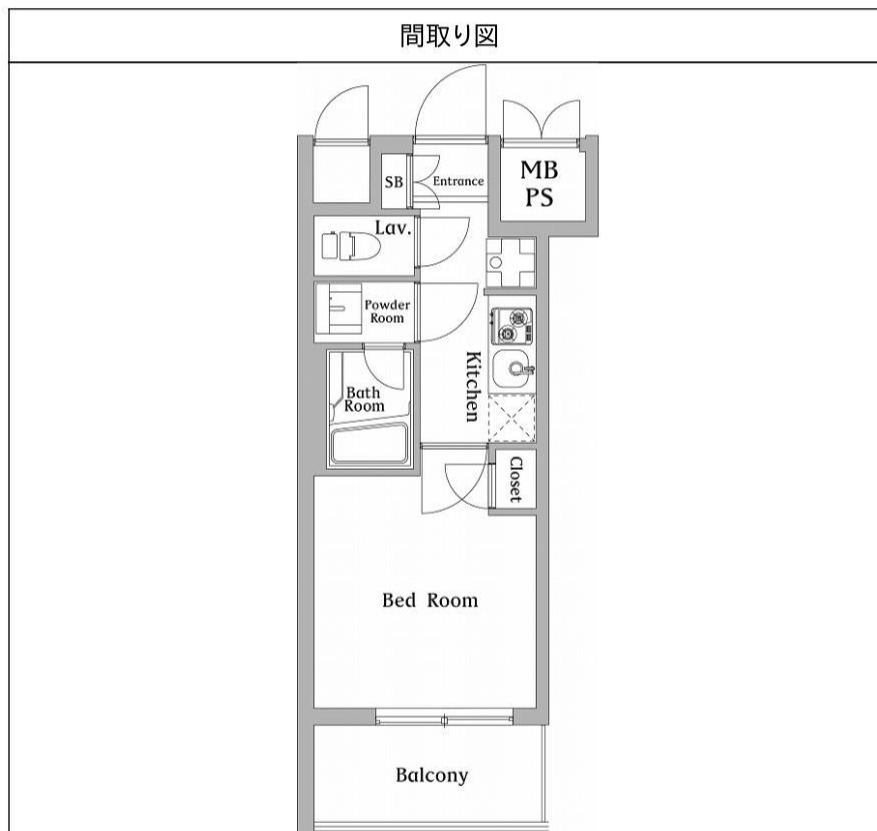 間取り図
MB
PS
SB
Entrance
Lav.
Powder
Room
Kitchen
Bath
Room
Closet
Bed Room
Balcony